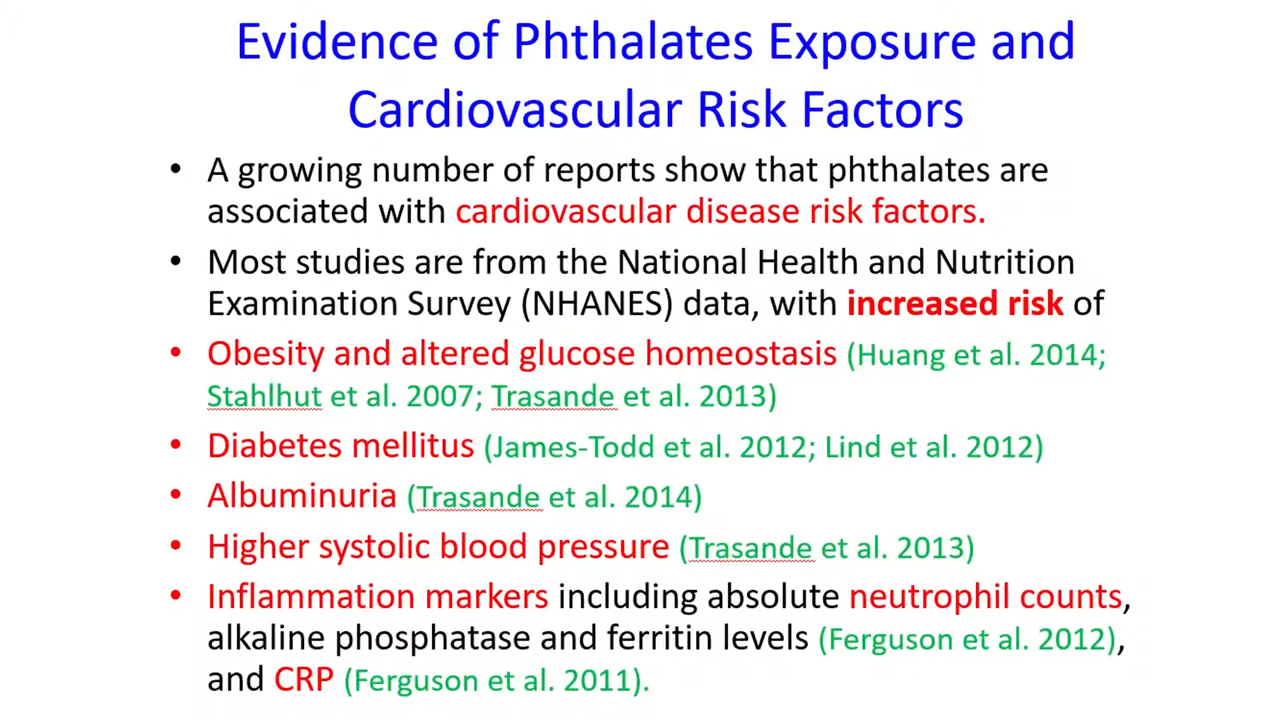 Evidence of Phthalates Exposure and
Cardiovascular Risk Factors
• A growing number of reports show that phthalates are
associated with cardiovascular disease risk factors.
• Most studies are from the National Health and Nutrition
Examination Survey (NHANES) data, with increased risk of
• Obesity and altered glucose homeostasis (Huang et al. 2014;
Stahlhut et al. 2007; Trasande et al. 2013)
• Diabetes mellitus (James-Todd et al. 2012; Lind et al. 2012)
• Albuminuria (Trasande et al. 2014)
• Higher systolic blood pressure (Trasande et al. 2013)
• Inflammation markers including absolute neutrophil counts,
alkaline phosphatase and ferritin levels (Ferguson et al. 2012),
and CRP (Ferguson et al. 2011).